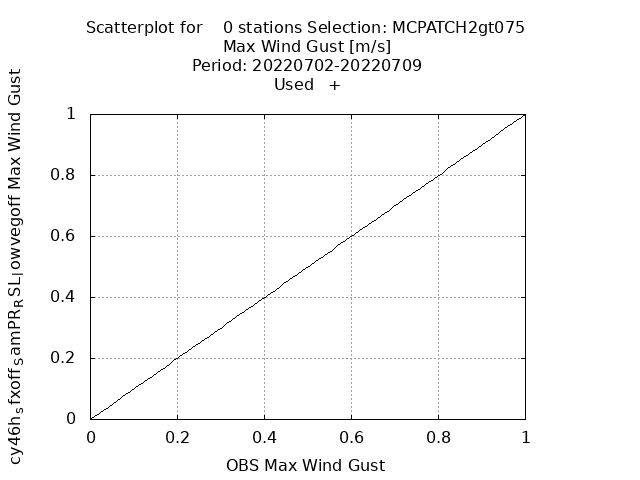 Scatterplot for    0 stations Selection: MCPATCH2gt075
Max Wind Gust [m/s]
Period: 20220702-20220709
Used +
cy46h_sfxoff_SamPR_RSL_lowvegoff Max Wind Gust
1
0.8
0.6
0.4
0.2
0
0 0.2 0.4 0.6 0.8 1
OBS Max Wind Gust